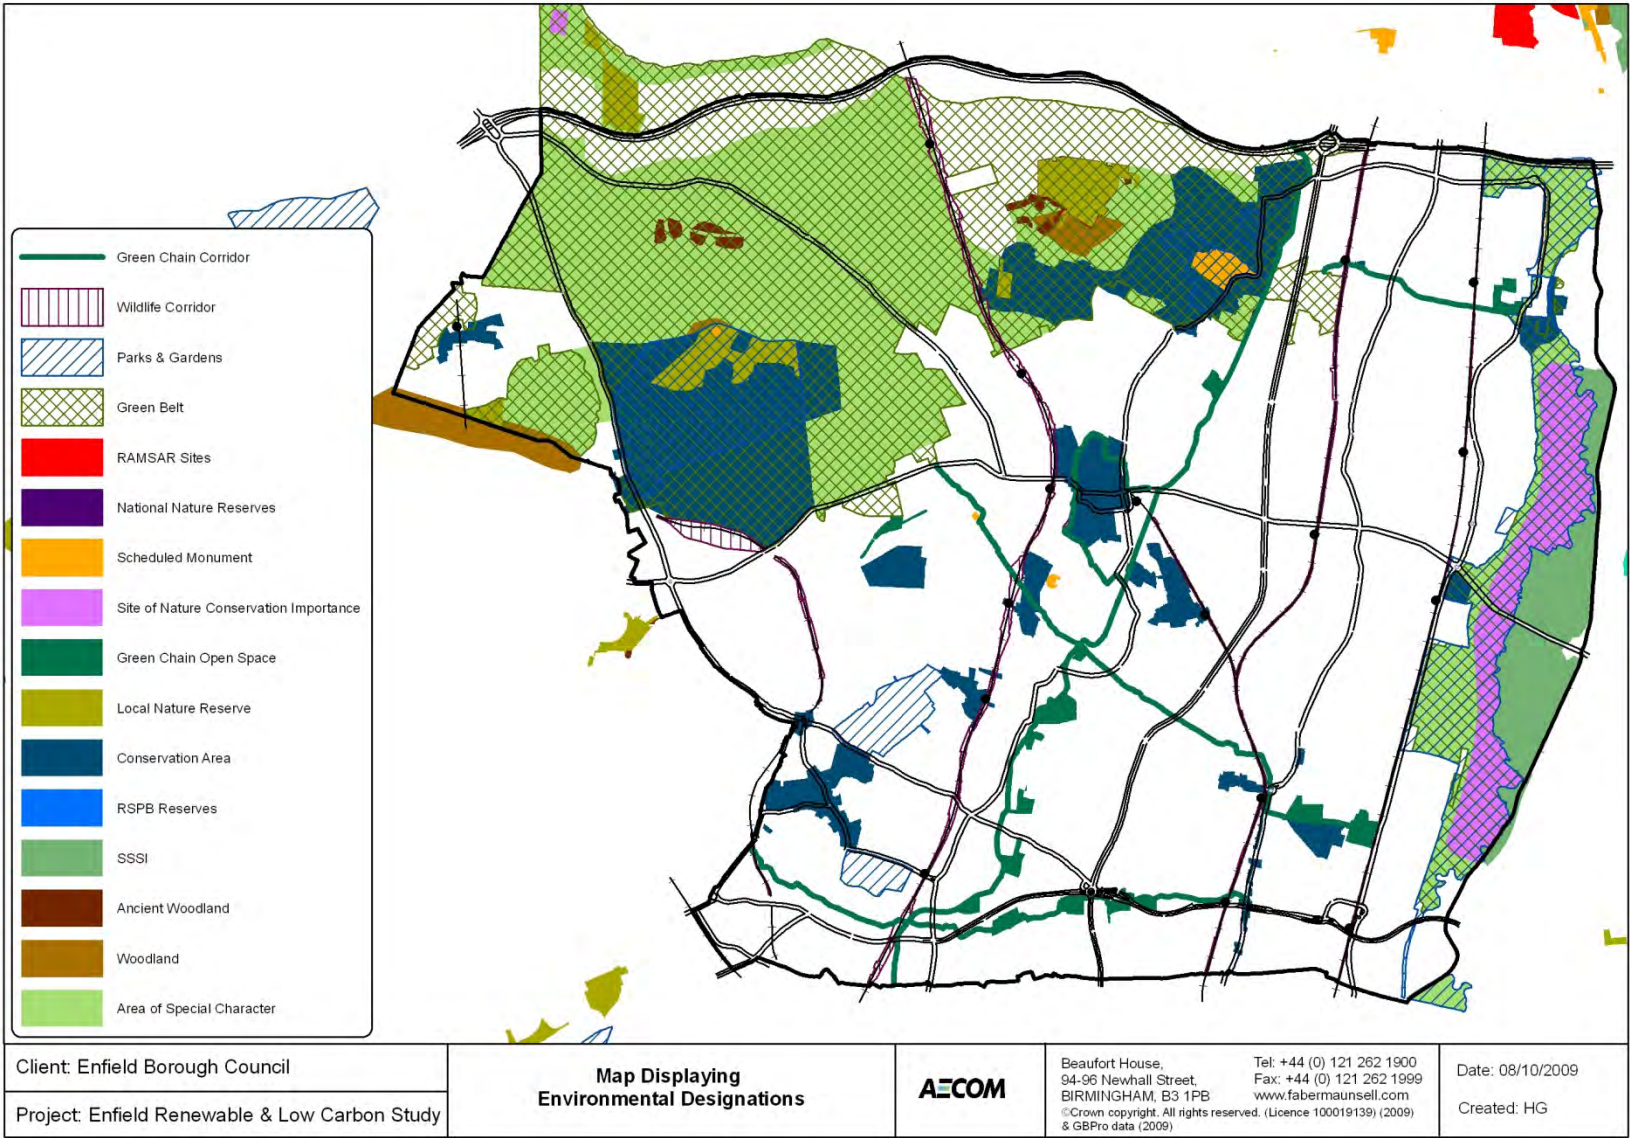 Green Chain Corridor
Wildlife Corridor
Parks & Gardens
Green Belt
RAMSAR Sites
National Nature Reserves
Scheduled Monument
Site of Nature Conservation Importance
Green Chain Open Space
Local Nature Reserve
Conservation Area
RSPB Reserves
SSSI
Ancient Woodland
Woodland
Area of Special Character
Client: Enfield Borough Council
Project: Enfield Renewable & Low Carbon Study
Map Displaying
Environmental Designations
AECOM
Beaufort House,
94-96 Newhall Street,
BIRMINGHAM, B3 1PB
Tel: +44 (0) 121 262 1900
Fax: +44 (0) 121 262 1999
www.fabermaunsell.com
©Crown copyright. All rights reserved. (Licence 100019139) (2009)
& GBPro data (2009)
Date: 08/10/2009
Created: HG